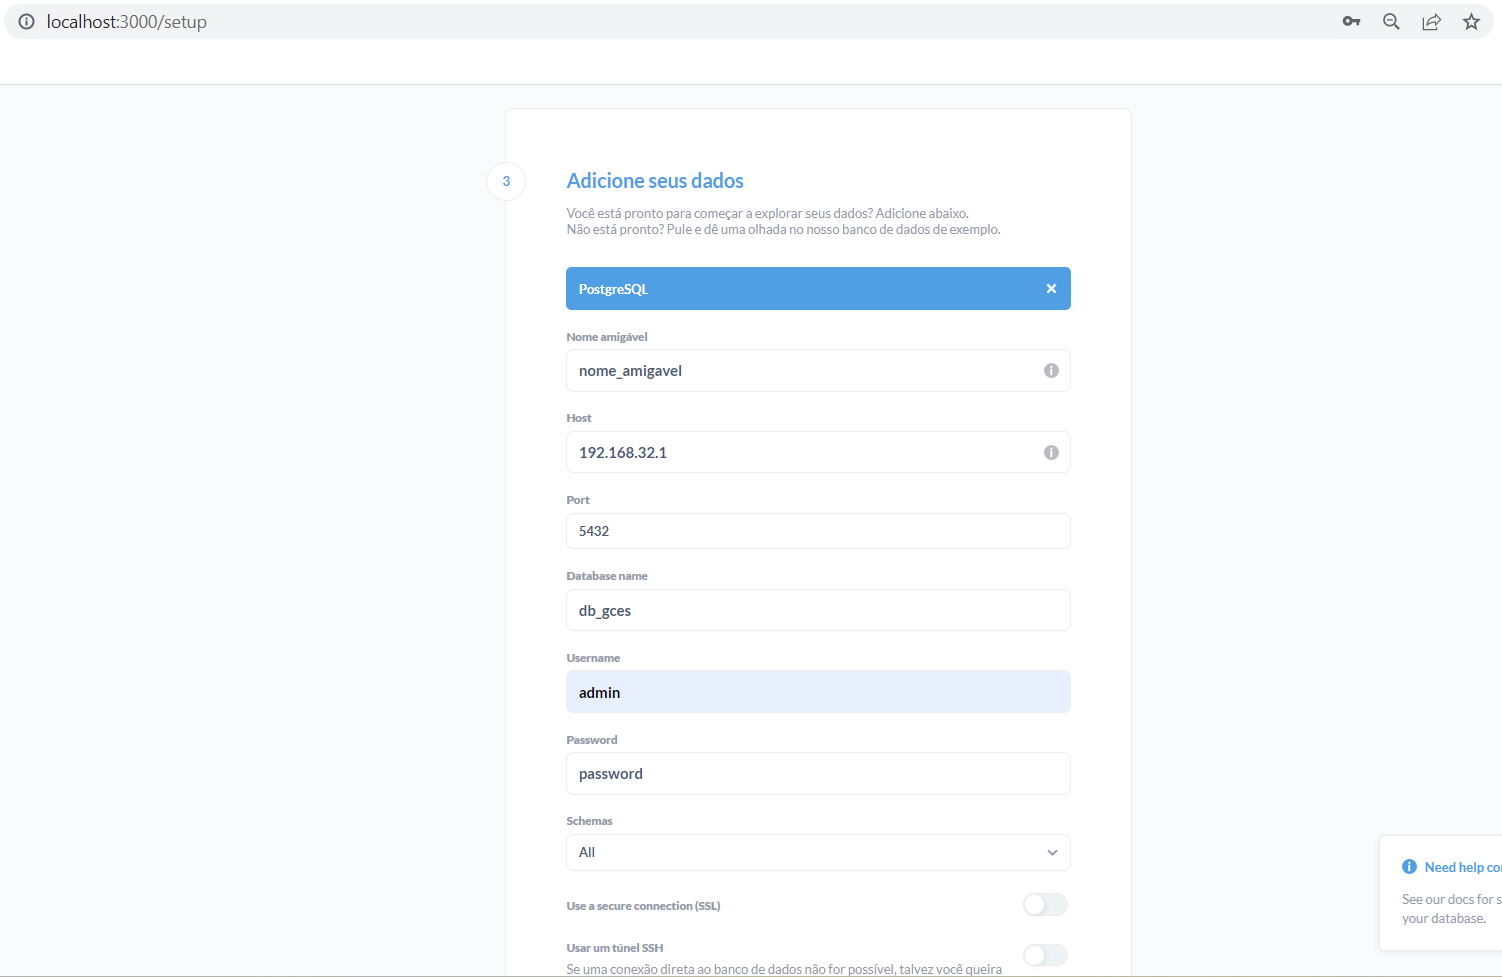 localhost:3000/setup
3
Adicione seus dados
Você está pronto para começar a explorar seus dados? Adicione abaixo.
Não está pronto? Pule e dê uma olhada no nosso banco de dados de exemplo.
PostgreSQL
Nome amigável
nome_amigavel
Host
192.168.32.1
Port
5432
Database name
db_gces
Username
admin
Password
password
Schemas
All
Use a secure connection (SSL)
Usar um túnel SSH
Se uma conexão direta ao banco de dados não for possível, talvez você queira
Need help co
See our docs for s
your database.